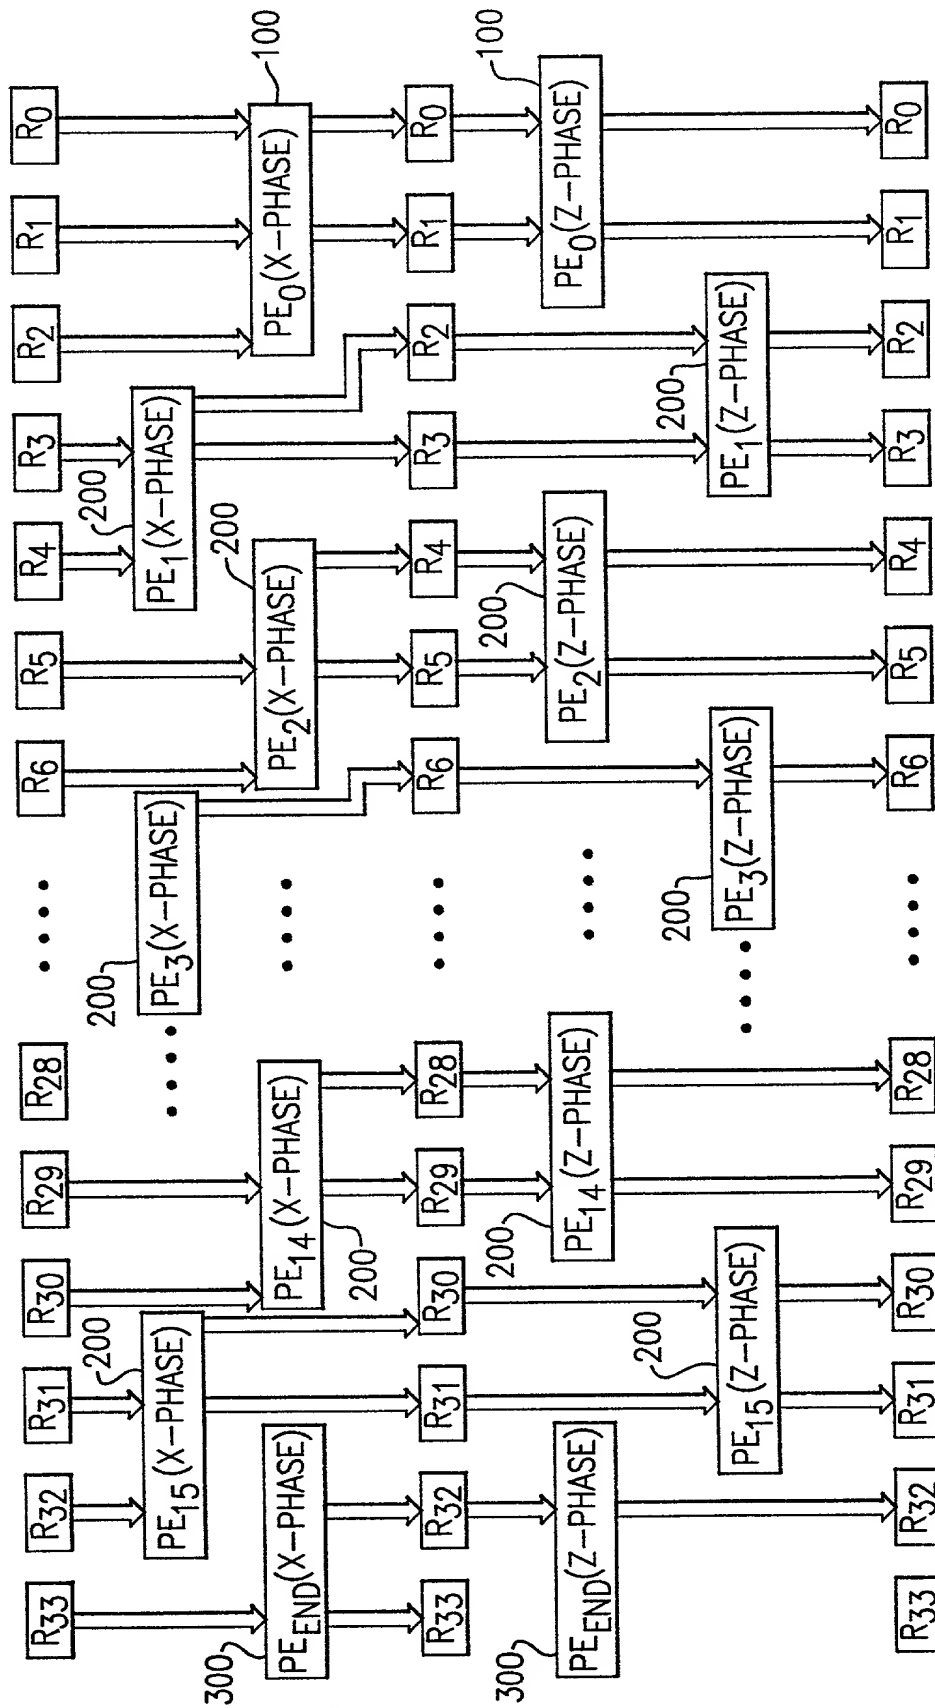 R33 R32 R31 R30 R29 R28 R6 R5 R4 R3 R2 R1 R0
200 200 200
PE15(X-PHASE) PE3(X-PHASE) PE1(X-PHASE)
200 100
300 PEEND(X-PHASE) PE14(X-PHASE) PE2(X-PHASE) PE0(X-PHASE)
200
R33 R32 R31 R30 R29 R28 R6 R5 R4 R3 R2 R1 R0
200 200 100
300 PEEND(Z-PHASE) PE14(Z-PHASE) PE2(Z-PHASE) PE0(Z-PHASE)
200 200 200
PE15(Z-PHASE) PE3(Z-PHASE) PE1(Z-PHASE)
R33 R32 R31 R30 R29 R28 R6 R5 R4 R3 R2 R1 R0